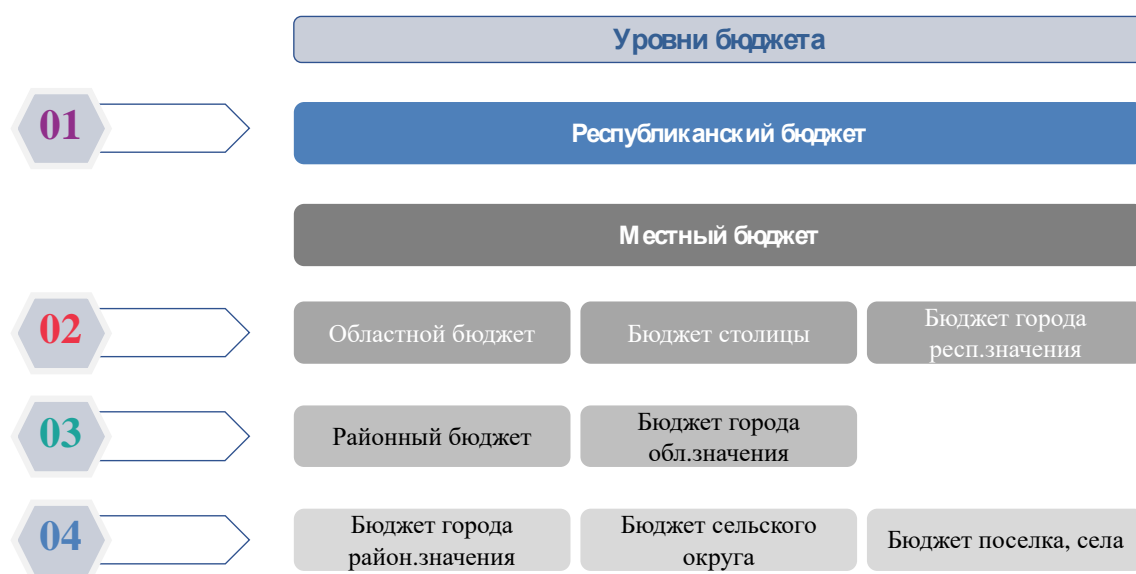 Уровни бюджета
01
Республиканский бюджет
Местный бюджет
02
Областной бюджет
Бюджет столицы
Бюджет города
респ.значения
03
Районный бюджет
Бюджет города
обл.значения
04
Бюджет города
район.значения
Бюджет сельского
округа
Бюджет поселка, села